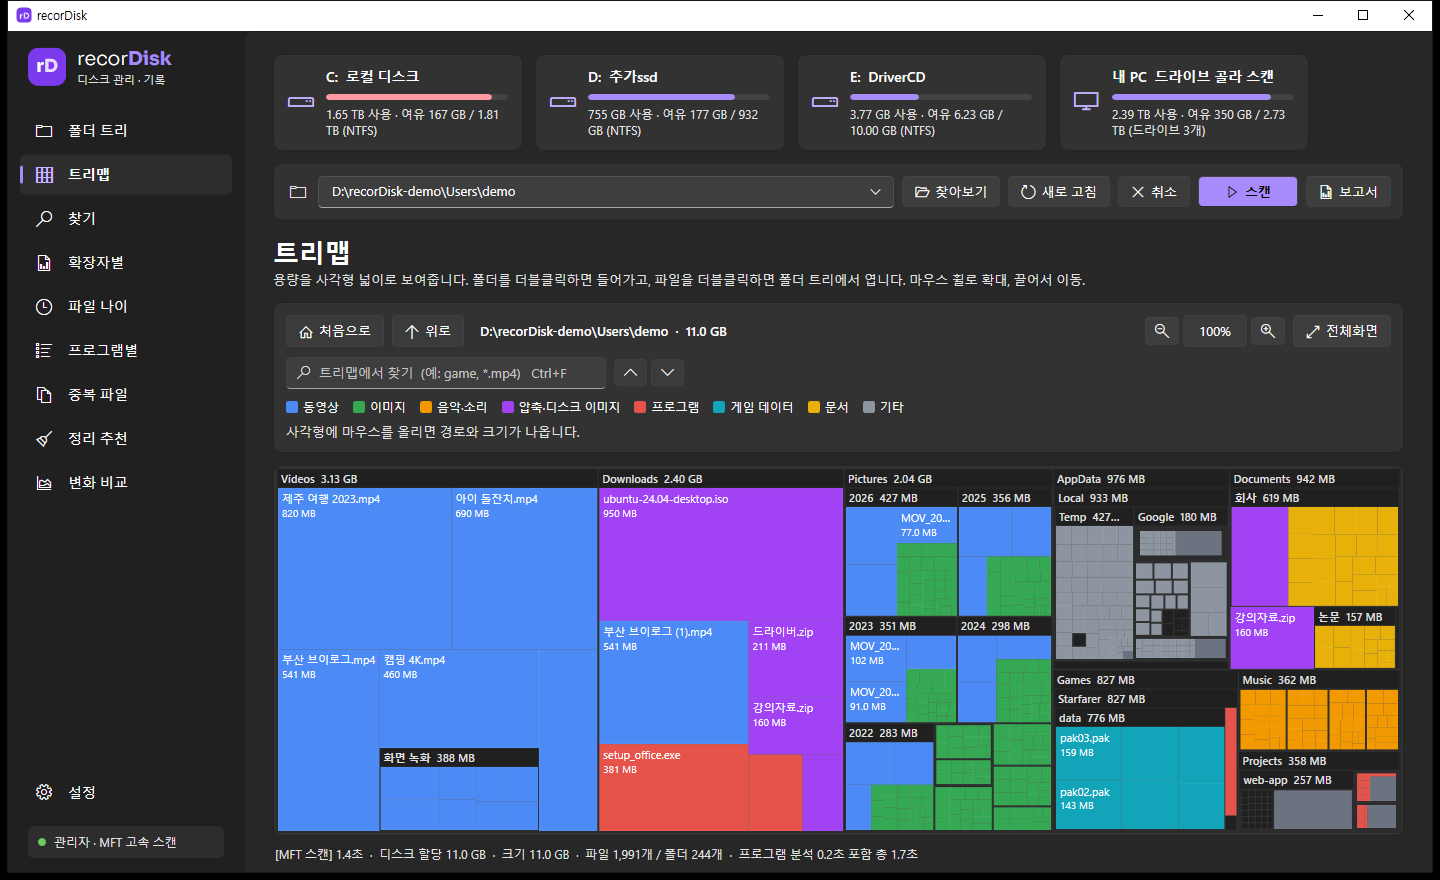 rD recorDisk
rD recorDisk
디스크 관리 · 기록
폴더 트리
트리맵
찾기
확장자별
파일 나이
프로그램별
중복 파일
정리 추천
변화 비교
설정
관리자 · MFT 고속 스캔
C: 로컬 디스크
1.65 TB 사용 · 여유 167 GB / 1.81
TB (NTFS)
D: 추가ssd
755 GB 사용 · 여유 177 GB / 932
GB (NTFS)
E: DriverCD
3.77 GB 사용 · 여유 6.23 GB /
10.00 GB (NTFS)
내 PC 드라이브 골라 스캔
2.39 TB 사용 · 여유 350 GB / 2.73
TB (드라이브 3개)
D:\recorDisk-demo\Users\demo
찾아보기
새로 고침
취소
스캔
보고서
트리맵
용량을 사각형 넓이로 보여줍니다. 폴더를 더블클릭하면 들어가고, 파일을 더블클릭하면 폴더 트리에서 엽니다. 마우스 휠로 확대, 끌어서 이동.
처음으로
위로
D:\recorDisk-demo\Users\demo · 11.0 GB
100%
전체화면
트리맵에서 찾기 (예: game, *.mp4) Ctrl+F
동영상 이미지 음악·소리 압축·디스크 이미지 프로그램 게임 데이터 문서 기타
사각형에 마우스를 올리면 경로와 크기가 나옵니다.
Videos 3.13 GB
제주 여행 2023.mp4
820 MB
아이 돌잔치.mp4
690 MB
부산 브이로그.mp4
541 MB
캠핑 4K.mp4
460 MB
화면 녹화 388 MB
Downloads 2.40 GB
ubuntu-24.04-desktop.iso
950 MB
부산 브이로그 (1).mp4
541 MB
드라이버.zip
211 MB
강의자료.zip
160 MB
setup_office.exe
381 MB
Pictures 2.04 GB
2026 427 MB
MOV_20...
77.0 MB
2025 356 MB
2023 351 MB
MOV_20...
102 MB
MOV_20...
91.0 MB
2024 298 MB
2022 283 MB
AppData 976 MB
Local 933 MB
Temp 427...
Google 180 MB
Documents 942 MB
회사 619 MB
강의자료.zip
160 MB
논문 157 MB
Games 827 MB
Starfarer 827 MB
data 776 MB
pak03.pak
159 MB
pak02.pak
143 MB
Music 362 MB
Projects 358 MB
web-app 257 MB
[MFT 스캔] 1.4초 · 디스크 할당 11.0 GB · 크기 11.0 GB · 파일 1,991개 / 폴더 244개 · 프로그램 분석 0.2초 포함 총 1.7초